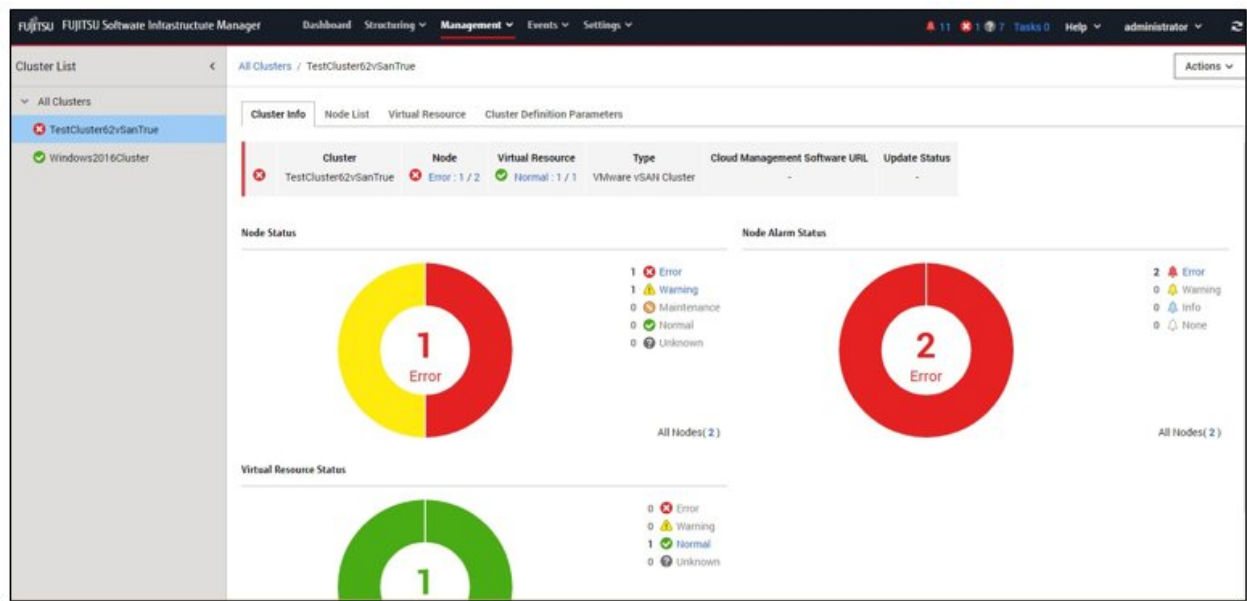 FUJITSU FUJITSU Software Infrastructure Manager Dashboard Structuring Management Events Settings 11 1 7 Tasks 0 Help administrator
Cluster List
All Clusters / TestCluster62vSanTrue Actions
All Clusters
TestCluster62vSanTrue
Windows2016Cluster
Cluster Info Node List Virtual Resource Cluster Definition Parameters
Cluster Node Virtual Resource Type Cloud Management Software URL Update Status
TestCluster62vSanTrue Error : 1 / 2 Normal : 1 / 1 VMware vSAN Cluster - -
Node Status
1
Error
1 Error
1 Warning
0 Maintenance
0 Normal
0 Unknown
All Nodes( 2 )
Node Alarm Status
2
Error
2 Error
0 Warning
0 Info
0 None
All Nodes( 2 )
Virtual Resource Status
1
0 Error
0 Warning
1 Normal
0 Unknown